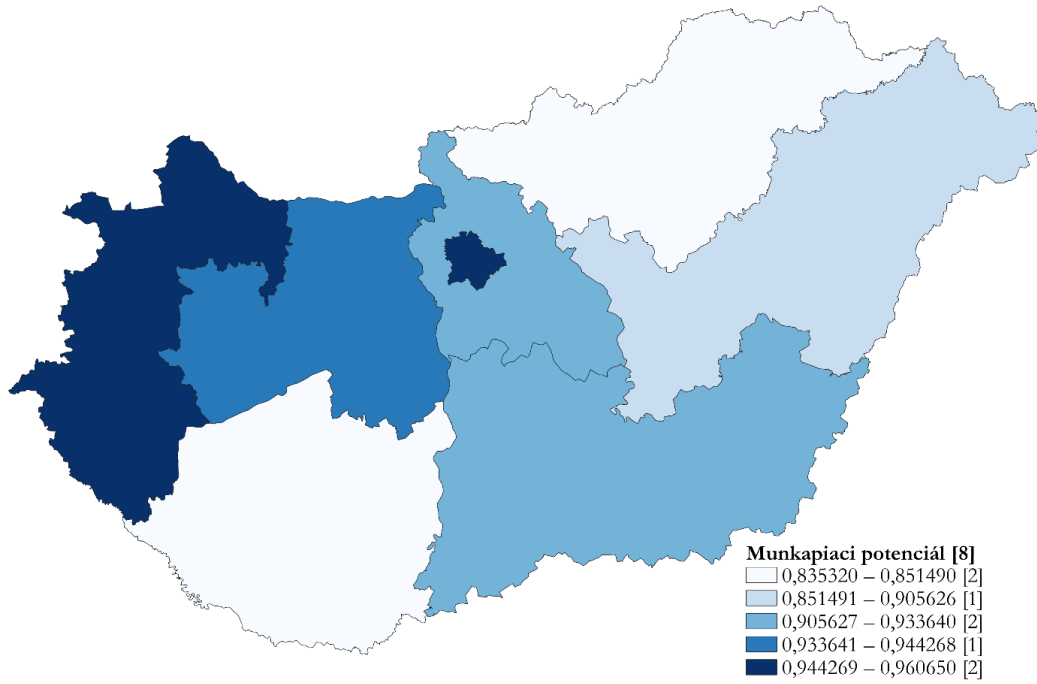 Munkapiaci potenciál [8]
0,835320 – 0,851490 [2]
0,851491 – 0,905626 [1]
0,905627 – 0,933640 [2]
0,933641 – 0,944268 [1]
0,944269 – 0,960650 [2]